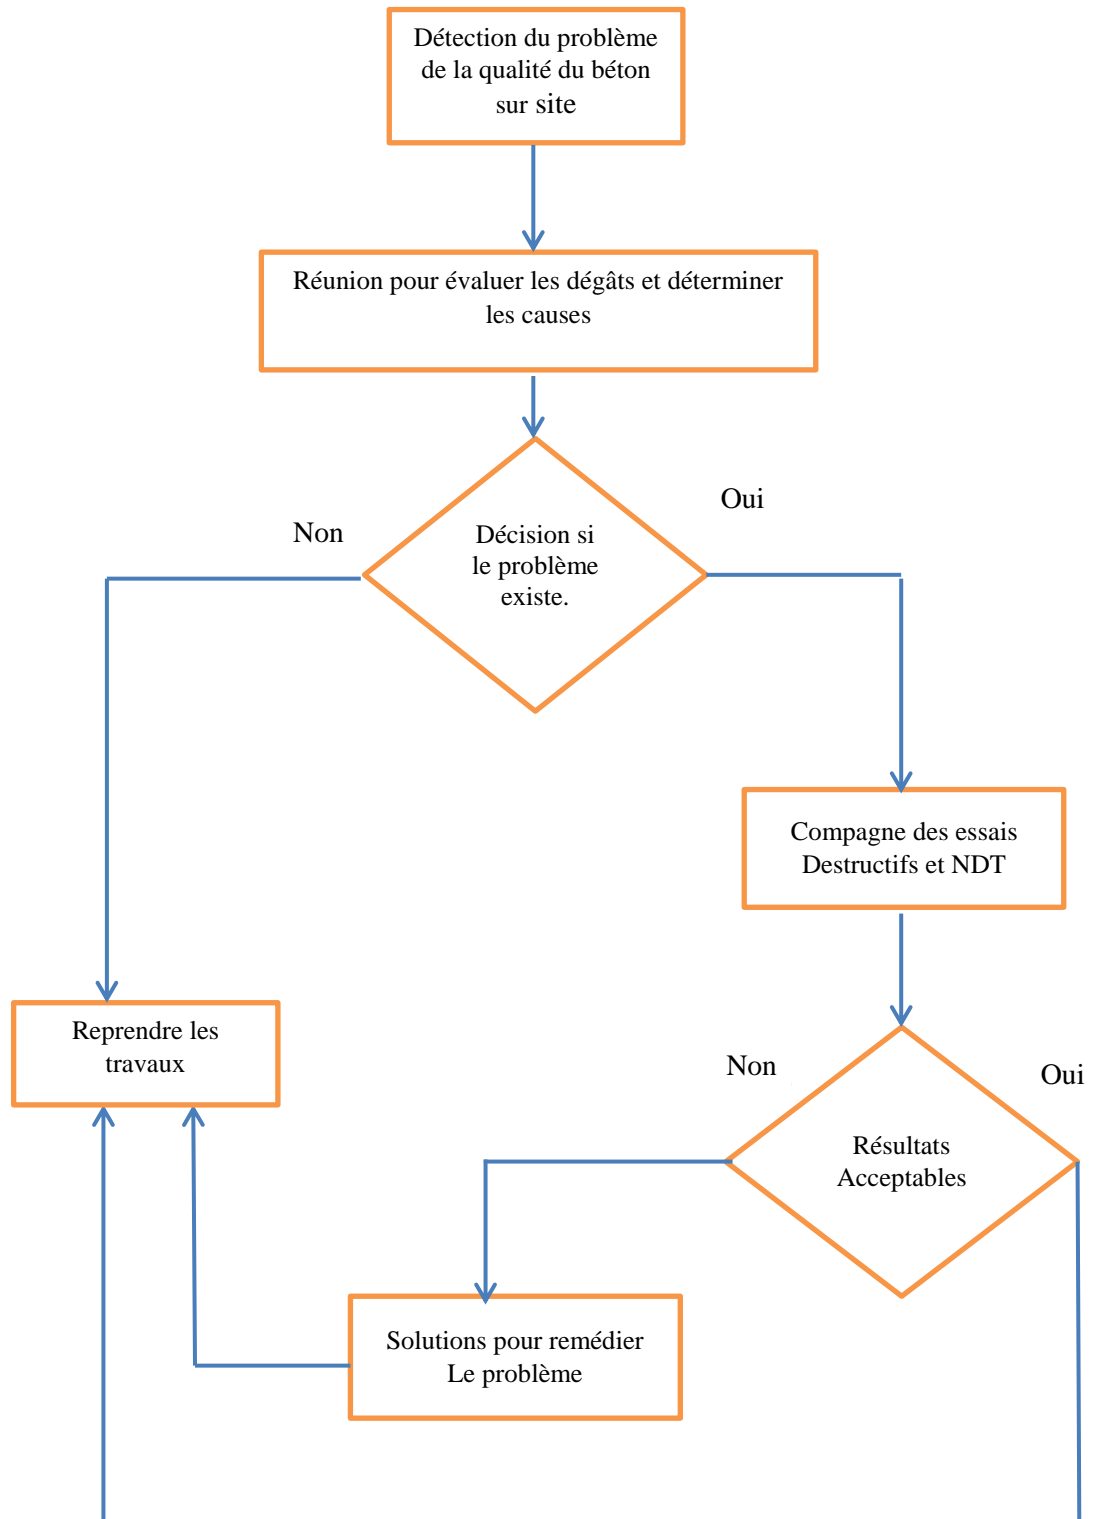 Détection du problème
de la qualité du béton
sur site
Réunion pour évaluer les dégâts et déterminer
les causes
Oui
Non
Décision si
le problème
existe.
Compagne des essais
Destructifs et NDT
Reprendre les
travaux
Non
Oui
Résultats
Acceptables
Solutions pour remédier
Le problème